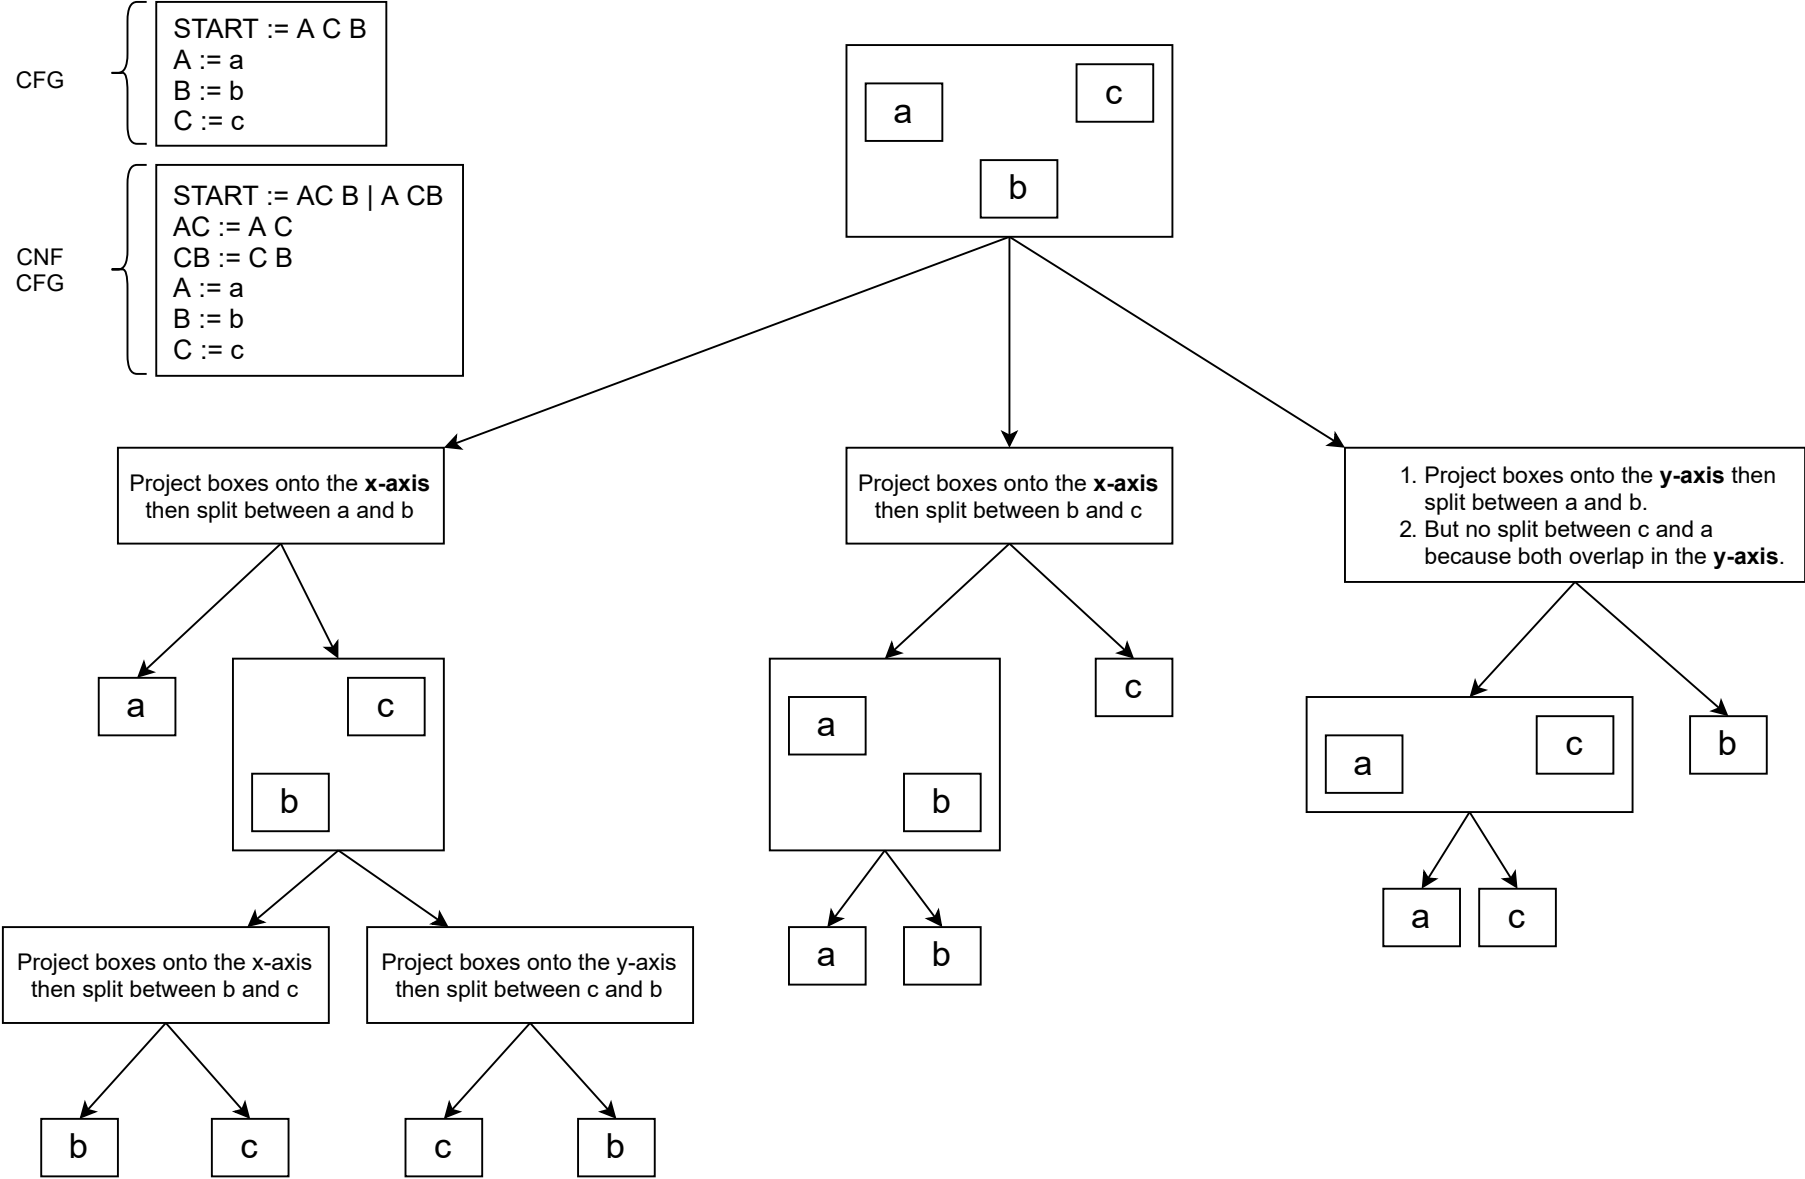 CFG
START := A C B
A := a
B := b
C := c
CNF
CFG
START := AC B | A CB
AC := A C
CB := C B
A := a
B := b
C := c
a
c
b
Project boxes onto the x-axis
then split between a and b
Project boxes onto the x-axis
then split between b and c
1. Project boxes onto the y-axis then
split between a and b.
2. But no split between c and a
because both overlap in the y-axis.
a
c
b
Project boxes onto the x-axis
then split between b and c
Project boxes onto the y-axis
then split between c and b
b
c
c
b
a
b
c
a
b
a
c
b
a
c